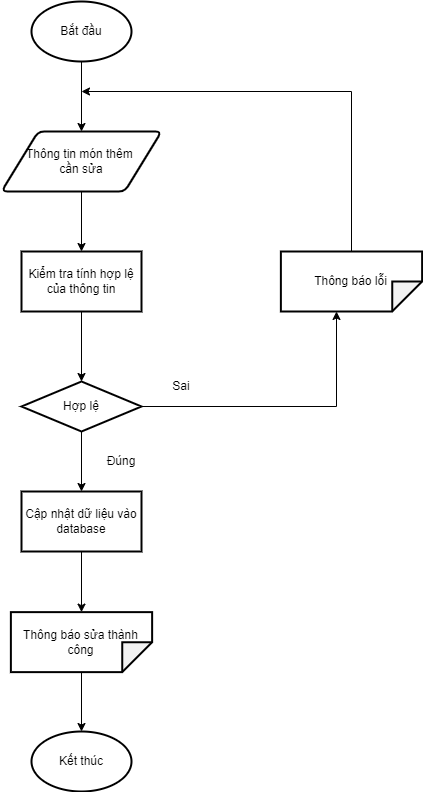 Bắt đầu
Thông tin món thêm
cần sửa
Kiểm tra tính hợp lệ
của thông tin
Thông báo lỗi
Sai
Hợp lệ
Đúng
Cập nhật dữ liệu vào
database
Thông báo sửa thành
công
Kết thúc